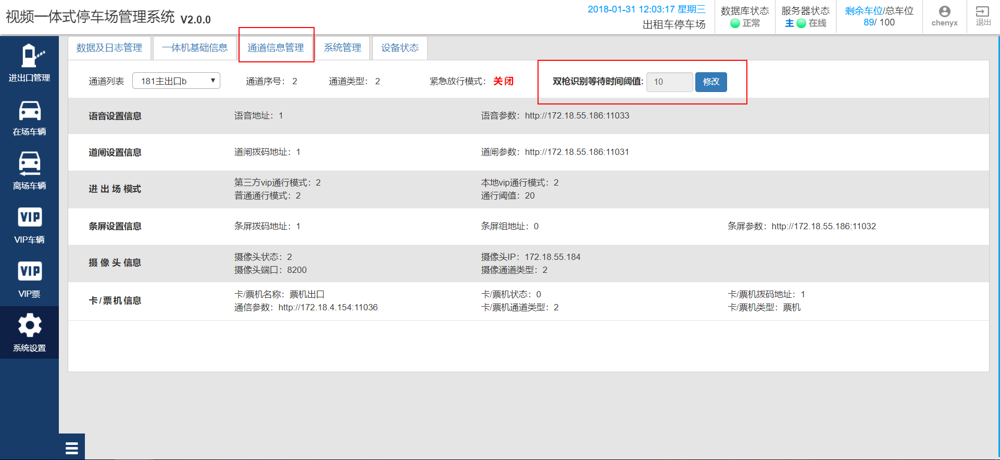 视频一体式停车场管理系统 V2.0.0
2018-01-31 12:03:17 星期三
出租车停车场
数据库状态
正常
服务器状态
主 在线
剩余车位/总车位
89/ 100
chenyx
退出
进出口管理
在场车辆
离场车辆
VIP
VIP车辆
VIP
VIP票
系统设置
数据及日志管理
一体机基础信息
通道信息管理
系统管理
设备状态
通道列表 181主出口b 通道序号：2 通道类型：2 紧急放行模式：关闭 双枪识别等待时间阈值: 10 修改
语音设置信息 语音地址：1 语音参数：http://172.18.55.186:11033
道闸设置信息 道闸拨码地址：1 道闸参数：http://172.18.55.186:11031
进 出 场 模式
第三方vip通行模式：2 本地vip通行模式：2
普通通行模式：2 通行阈值：20
条屏设置信息 条屏拨码地址：1 条屏组地址：0 条屏参数：http://172.18.55.186:11032
摄 像 头 信息
摄像头状态：2 摄像头IP：172.18.55.184
摄像头端口：8200 摄像通道类型：2
卡/票机信息
卡/票机名称：票机出口 卡/票机状态：0 卡/票机拨码地址：1
通信参数：http://172.18.4.154:11036 卡/票机通道类型：2 卡/票机类型：票机